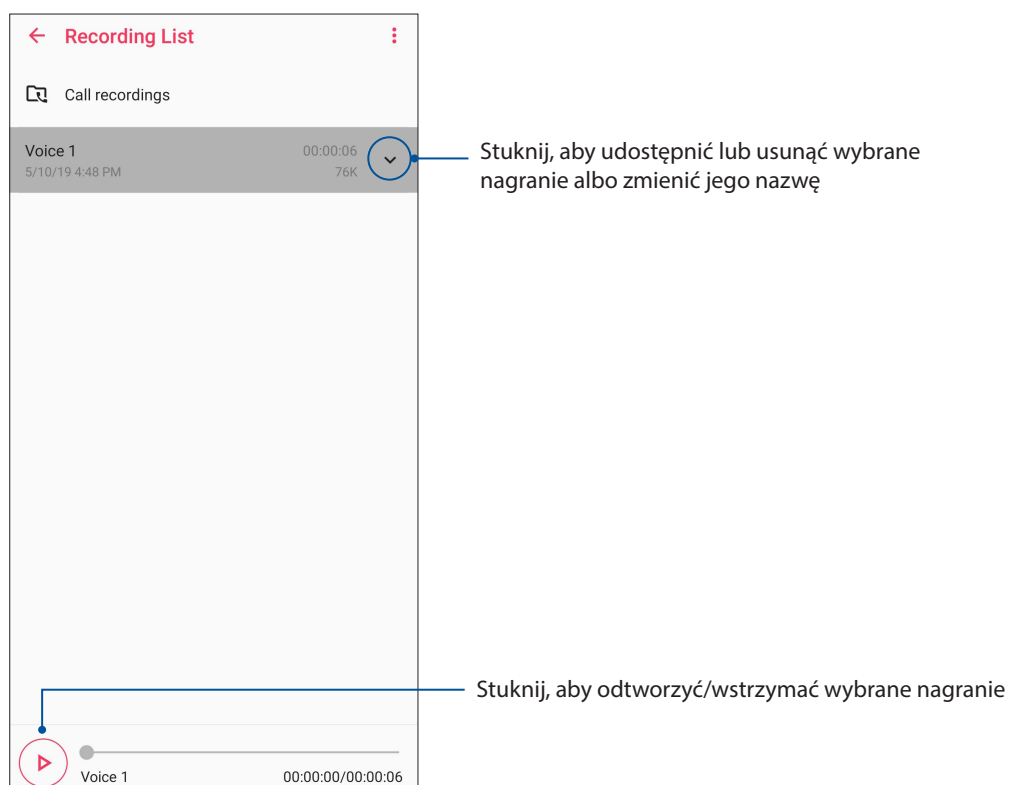 Recording List
Call recordings
Voice 1
00:00:06
5/10/19 4:48 PM
76K
Stuknij, aby udostępnić lub usunąć wybrane
nagranie albo zmienić jego nazwę
Stuknij, aby odtworzyć/wstrzymać wybrane nagranie
Voice 1
00:00:00/00:00:06